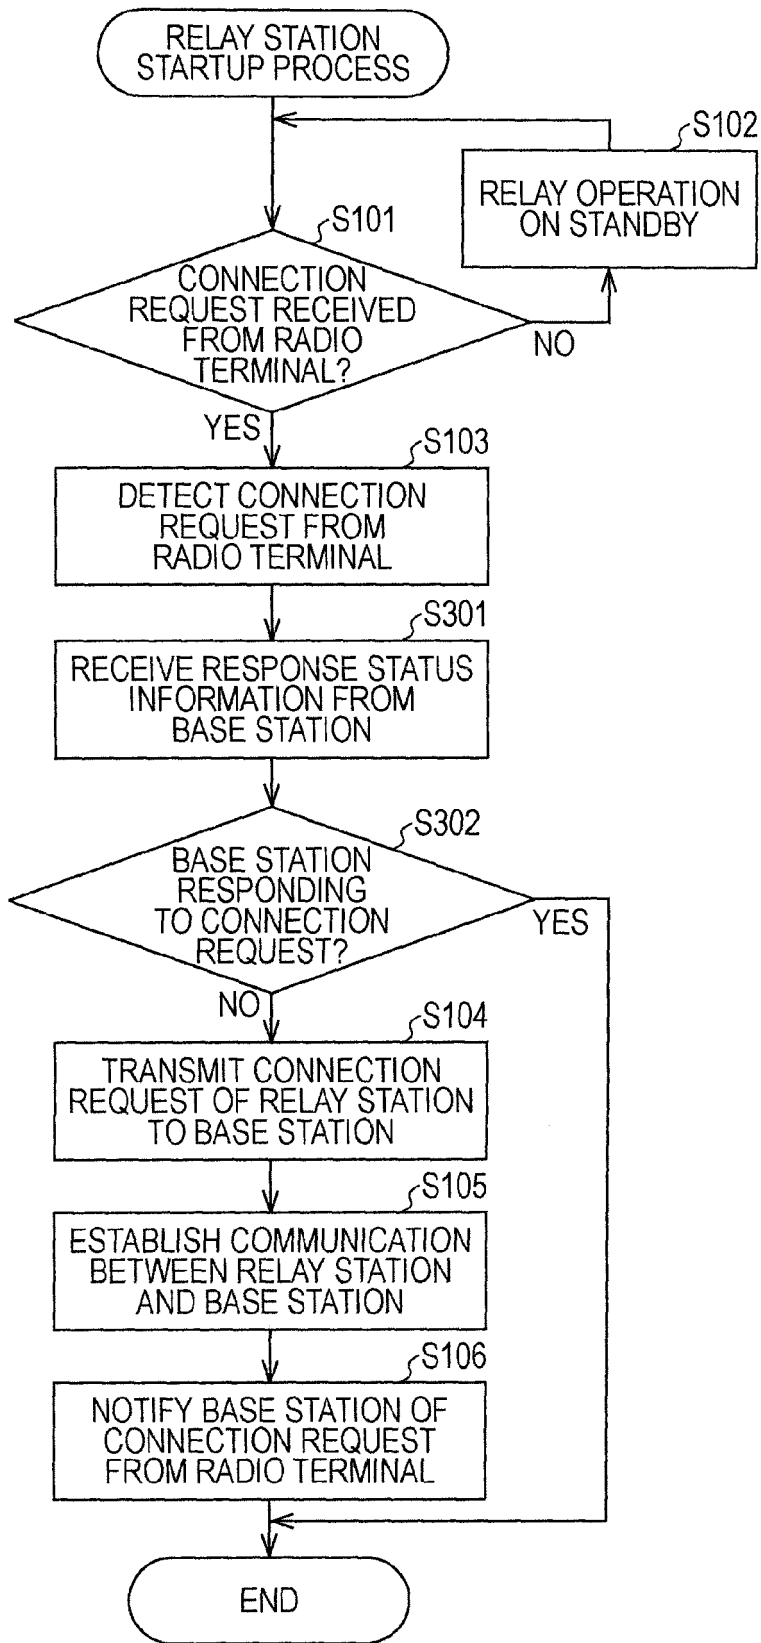 RELAY STATION
STARTUP PROCESS
S102
RELAY OPERATION
ON STANDBY
S101
CONNECTION
REQUEST RECEIVED
FROM RADIO
TERMINAL?
NO
YES
S103
DETECT CONNECTION
REQUEST FROM
RADIO TERMINAL
S301
RECEIVE RESPONSE STATUS
INFORMATION FROM
BASE STATION
S302
BASE STATION
RESPONDING
TO CONNECTION
REQUEST?
YES
NO
S104
TRANSMIT CONNECTION
REQUEST OF RELAY STATION
TO BASE STATION
S105
ESTABLISH COMMUNICATION
BETWEEN RELAY STATION
AND BASE STATION
S106
NOTIFY BASE STATION OF
CONNECTION REQUEST
FROM RADIO TERMINAL
END